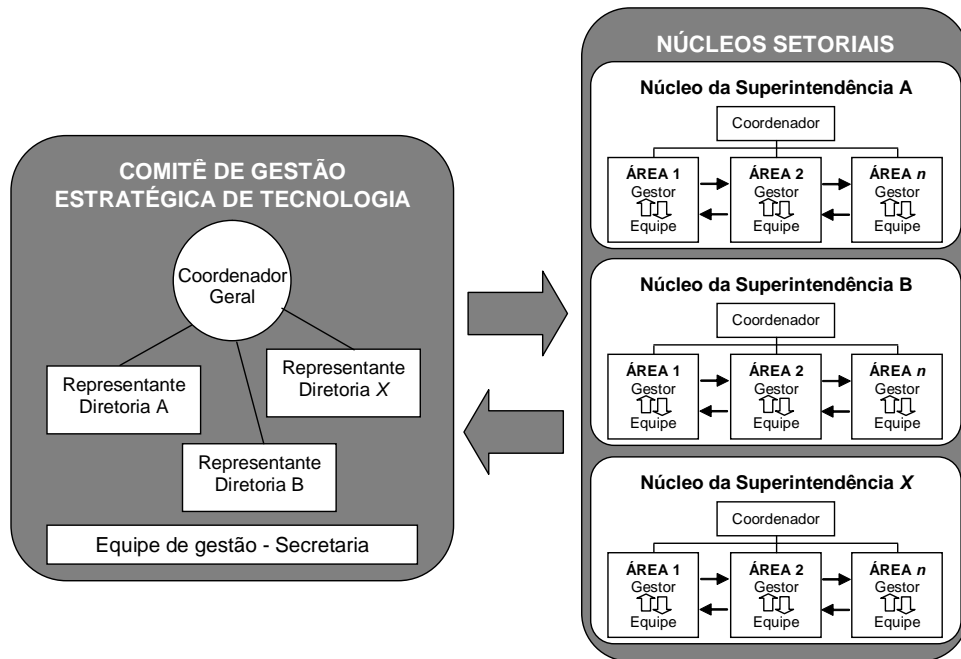 COMITÊ DE GESTÃO
ESTRATÉGICA DE TECNOLOGIA
Coordenador
Geral
Representante
Diretoria A
Representante
Diretoria X
Representante
Diretoria B
Equipe de gestão - Secretaria
NÚCLEOS SETORIAIS
Núcleo da Superintendência A
Coordenador
ÁREA 1
Gestor
Equipe
ÁREA 2
Gestor
Equipe
ÁREA n
Gestor
Equipe
Núcleo da Superintendência B
Coordenador
ÁREA 1
Gestor
Equipe
ÁREA 2
Gestor
Equipe
ÁREA n
Gestor
Equipe
Núcleo da Superintendência X
Coordenador
ÁREA 1
Gestor
Equipe
ÁREA 2
Gestor
Equipe
ÁREA n
Gestor
Equipe